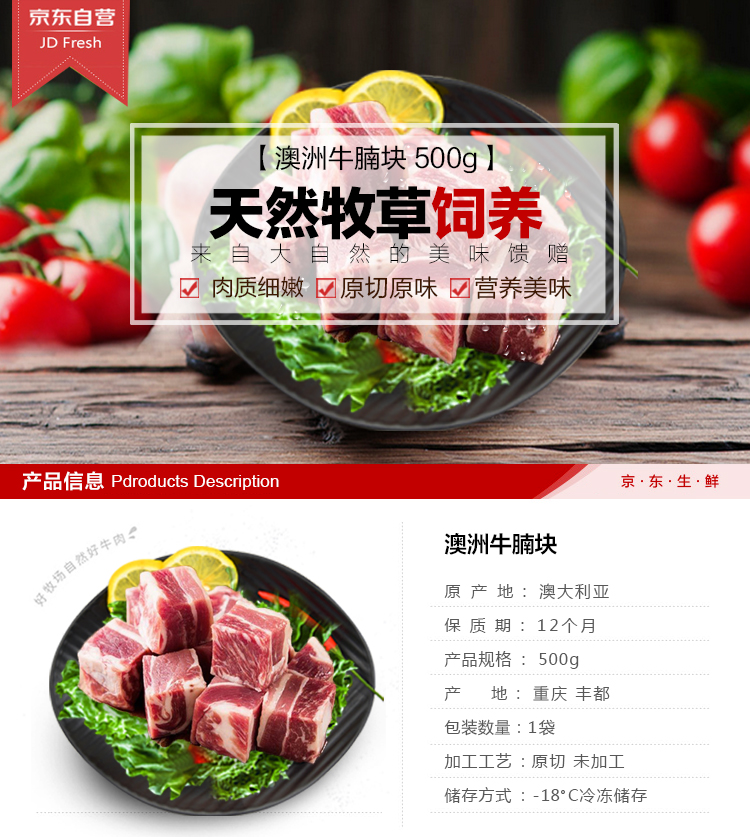 京东自营
JD Fresh
【澳洲牛腩块 500g】
天然牧草饲养
来自大自然的美味馈赠
肉质细嫩 原切原味 营养美味
产品信息 Pdroducts Description
京·东·生·鲜
好牧场自然好牛肉
澳洲牛腩块
原产地：澳大利亚
保质期：12个月
产品规格：500g
产 地：重庆 丰都
包装数量：1袋
加工工艺：原切 未加工
储存方式：-18°C冷冻储存